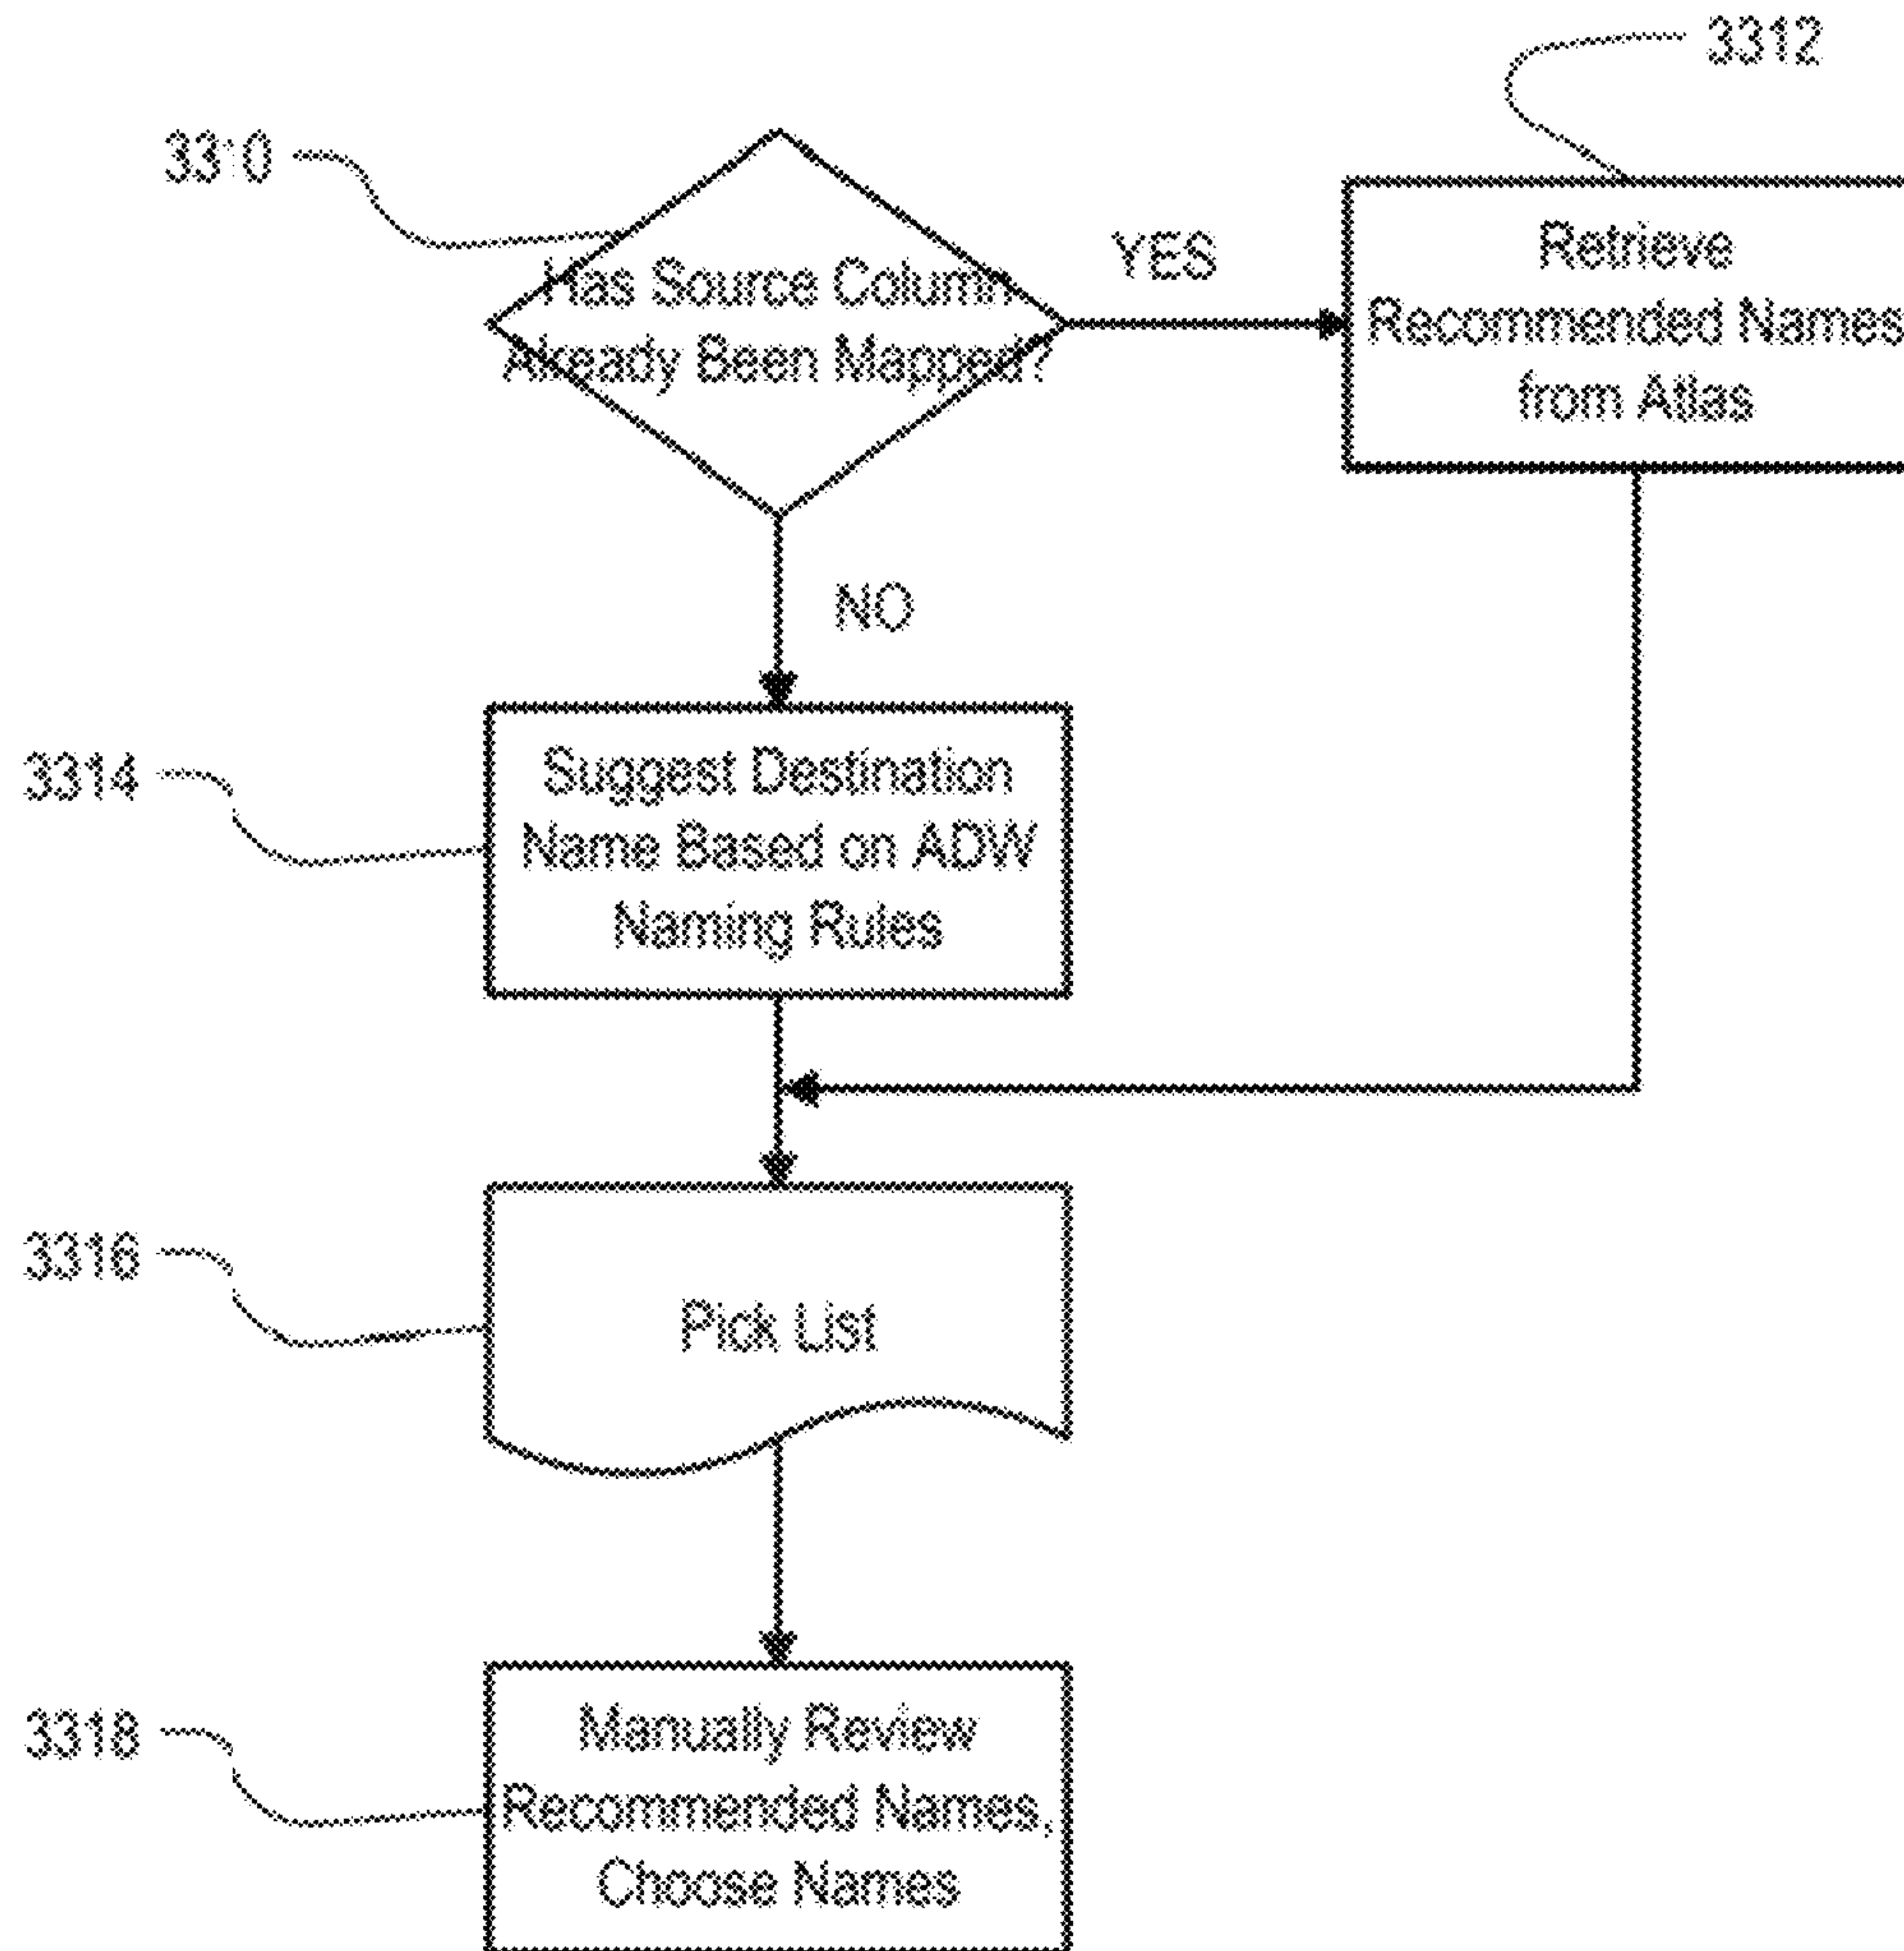 3312
3310
Has Source Column
Already Been Mapped?
YES
Retrieve
Recommended Names
from Atlas
NO
3314
Suggest Destination
Name Based on ADW
Naming Rules
3316
Pick List
3318
Manually Review
Recommended Names,
Choose Names